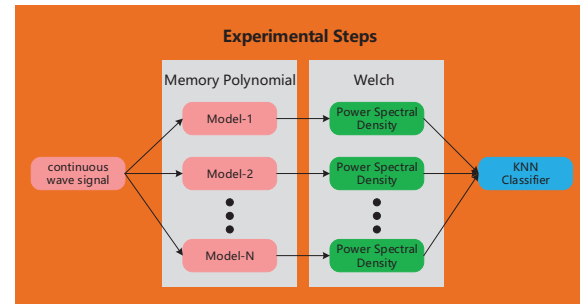 Experimental Steps
Memory Polynomial
Welch
Model-1
Power Spectral
Density
continuous
wave signal
Model-2
Power Spectral
Density
KNN
Classifier
Model-N
Power Spectral
Density